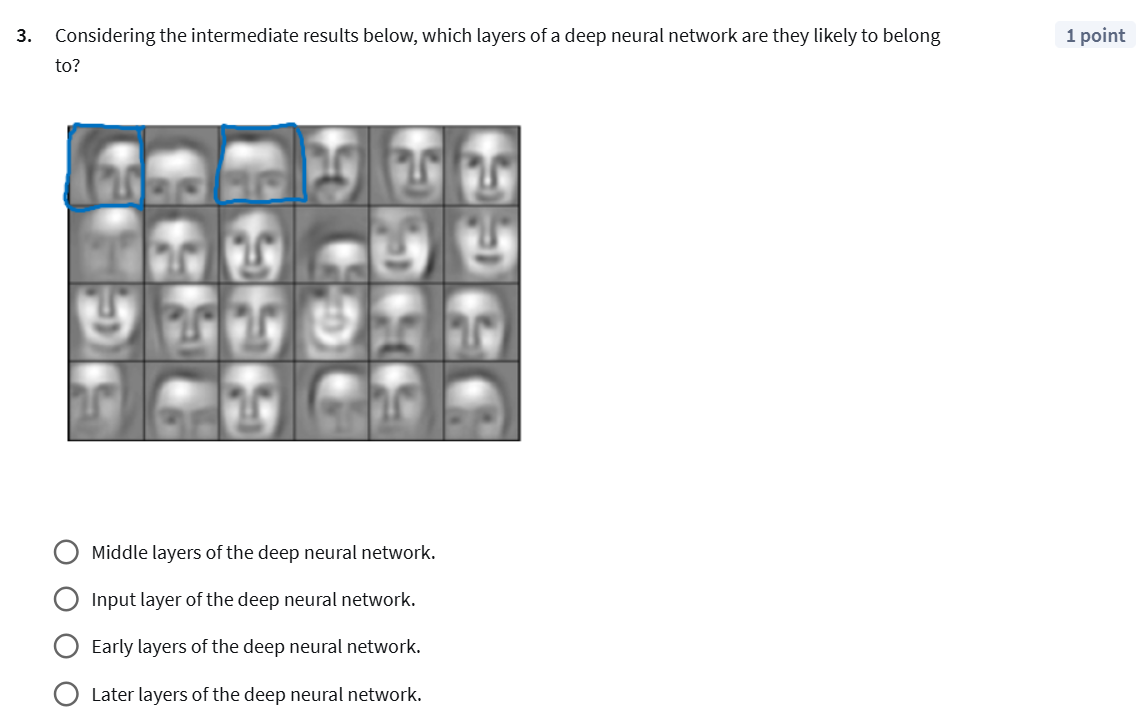 3. Considering the intermediate results below, which layers of a deep neural network are they likely to belong
to?
1 point
Middle layers of the deep neural network.
Input layer of the deep neural network.
Early layers of the deep neural network.
Later layers of the deep neural network.